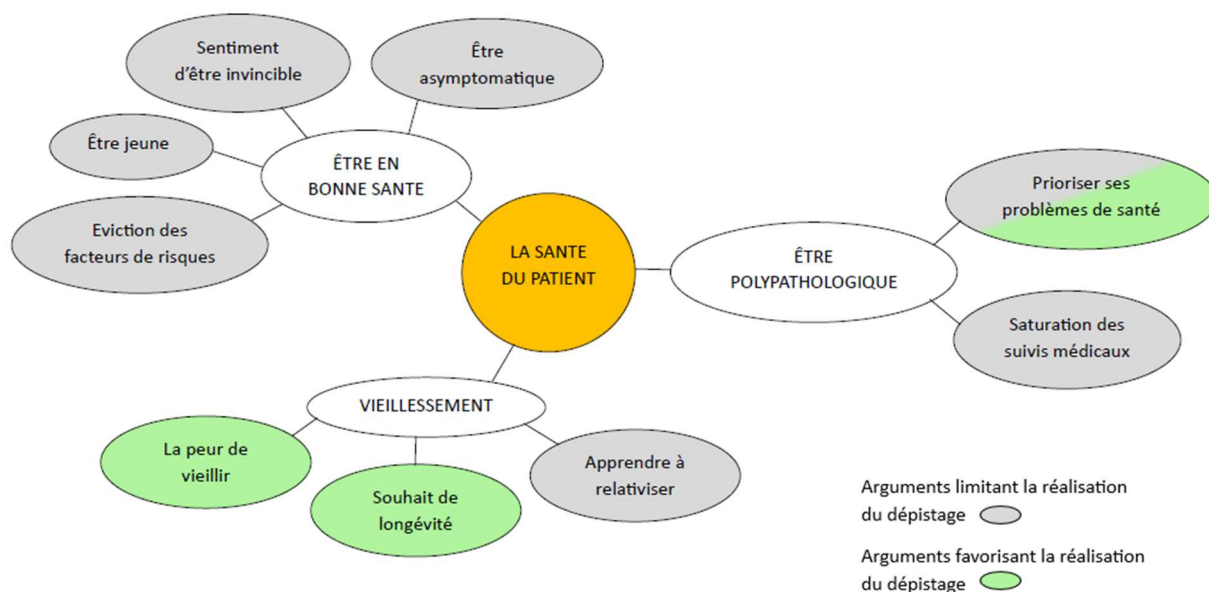 Sentiment
d'être invincible
Être
asymptomatique
Être jeune
ÊTRE EN
BONNE SANTE
Eviction des
facteurs de risques
LA SANTE
DU PATIENT
Prioriser ses
problèmes de santé
ÊTRE
POLYPATHOLOGIQUE
Saturation des
suivis médicaux
VIEILLESSEMENT
La peur de
vieillir
Souhait de
longévité
Apprendre à
relativiser
Arguments limitant la réalisation
du dépistage
Arguments favorisant la réalisation
du dépistage